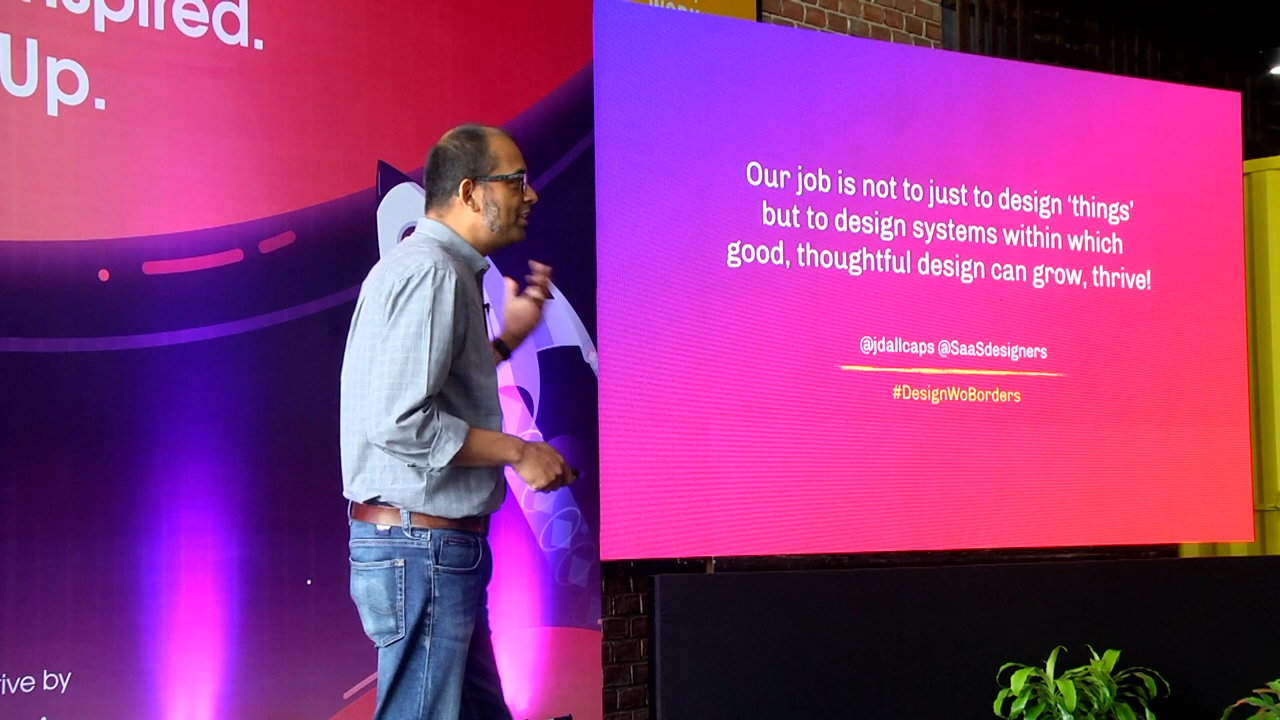 nspired.
Up.
Our job is not to just to design ‘things’
but to design systems within which
good, thoughtful design can grow, thrive!
@jdallcaps @SaaSdesigners
#DesignWoBorders
rive by